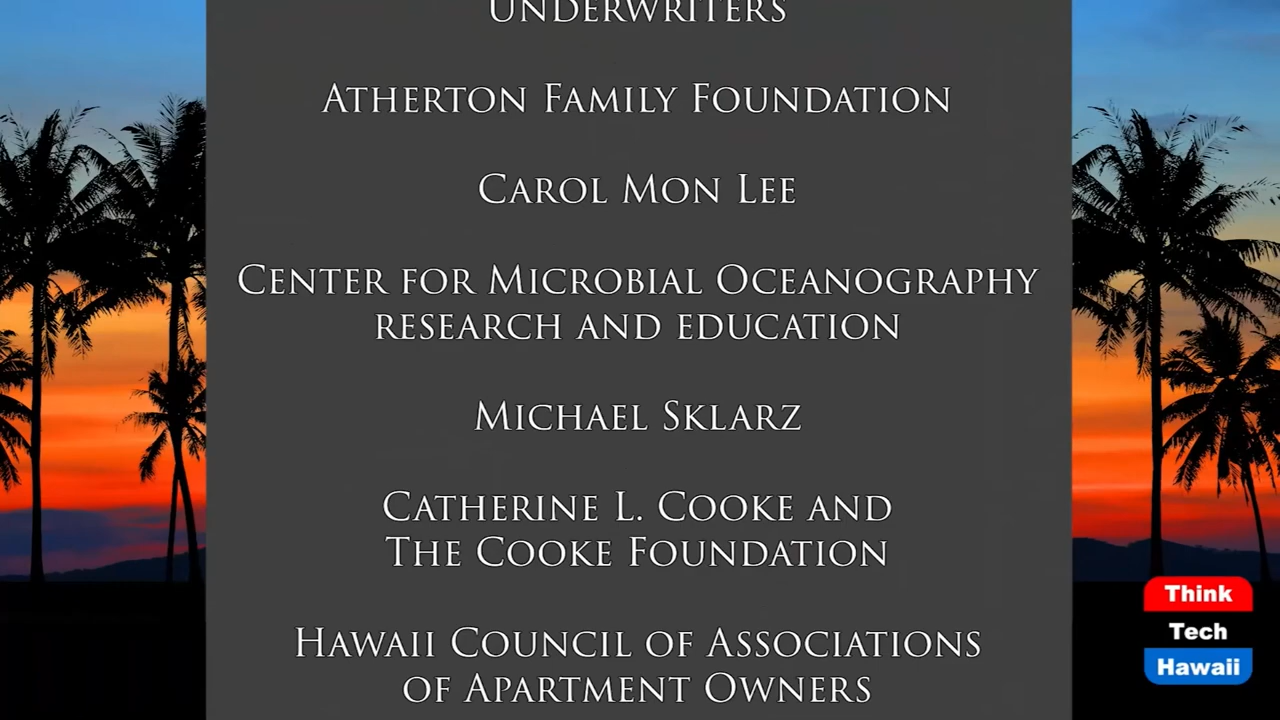 UNDERWRITERS
ATHERTON FAMILY FOUNDATION
CAROL MON LEE
CENTER FOR MICROBIAL OCEANOGRAPHY
RESEARCH AND EDUCATION
MICHAEL SKLARZ
CATHERINE L. COOKE AND
THE COOKE FOUNDATION
HAWAII COUNCIL OF ASSOCIATIONS
OF APARTMENT OWNERS
Think
Tech
Hawaii